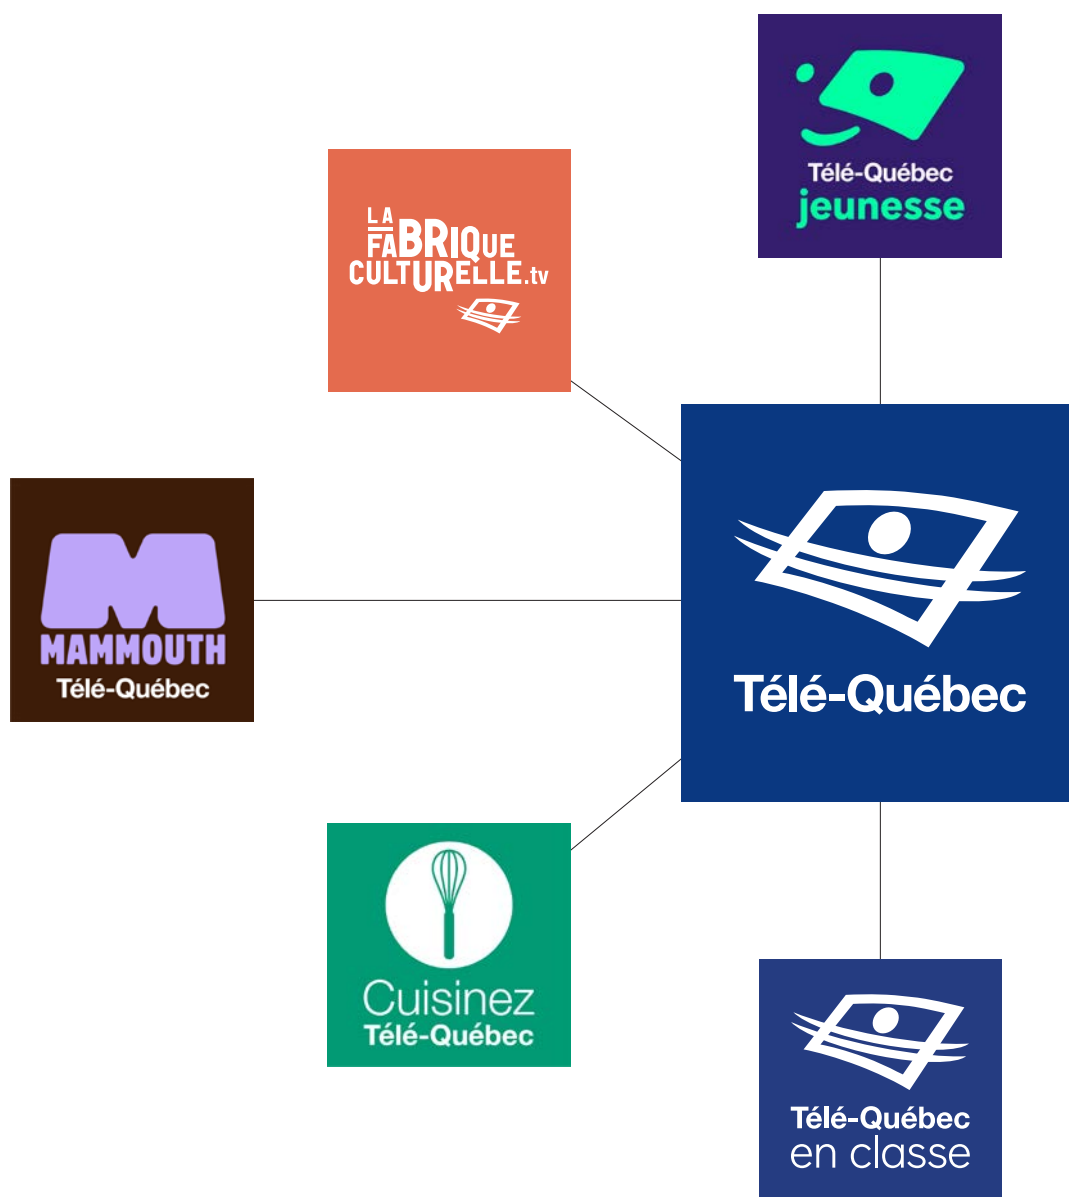 Télé-Québec
jeunesse
LA
FABRIQUE
CULTURELLE.tv
Télé-Québec
MAMMOUTH
Télé-Québec
Cuisinez
Télé-Québec
Télé-Québec
en classe